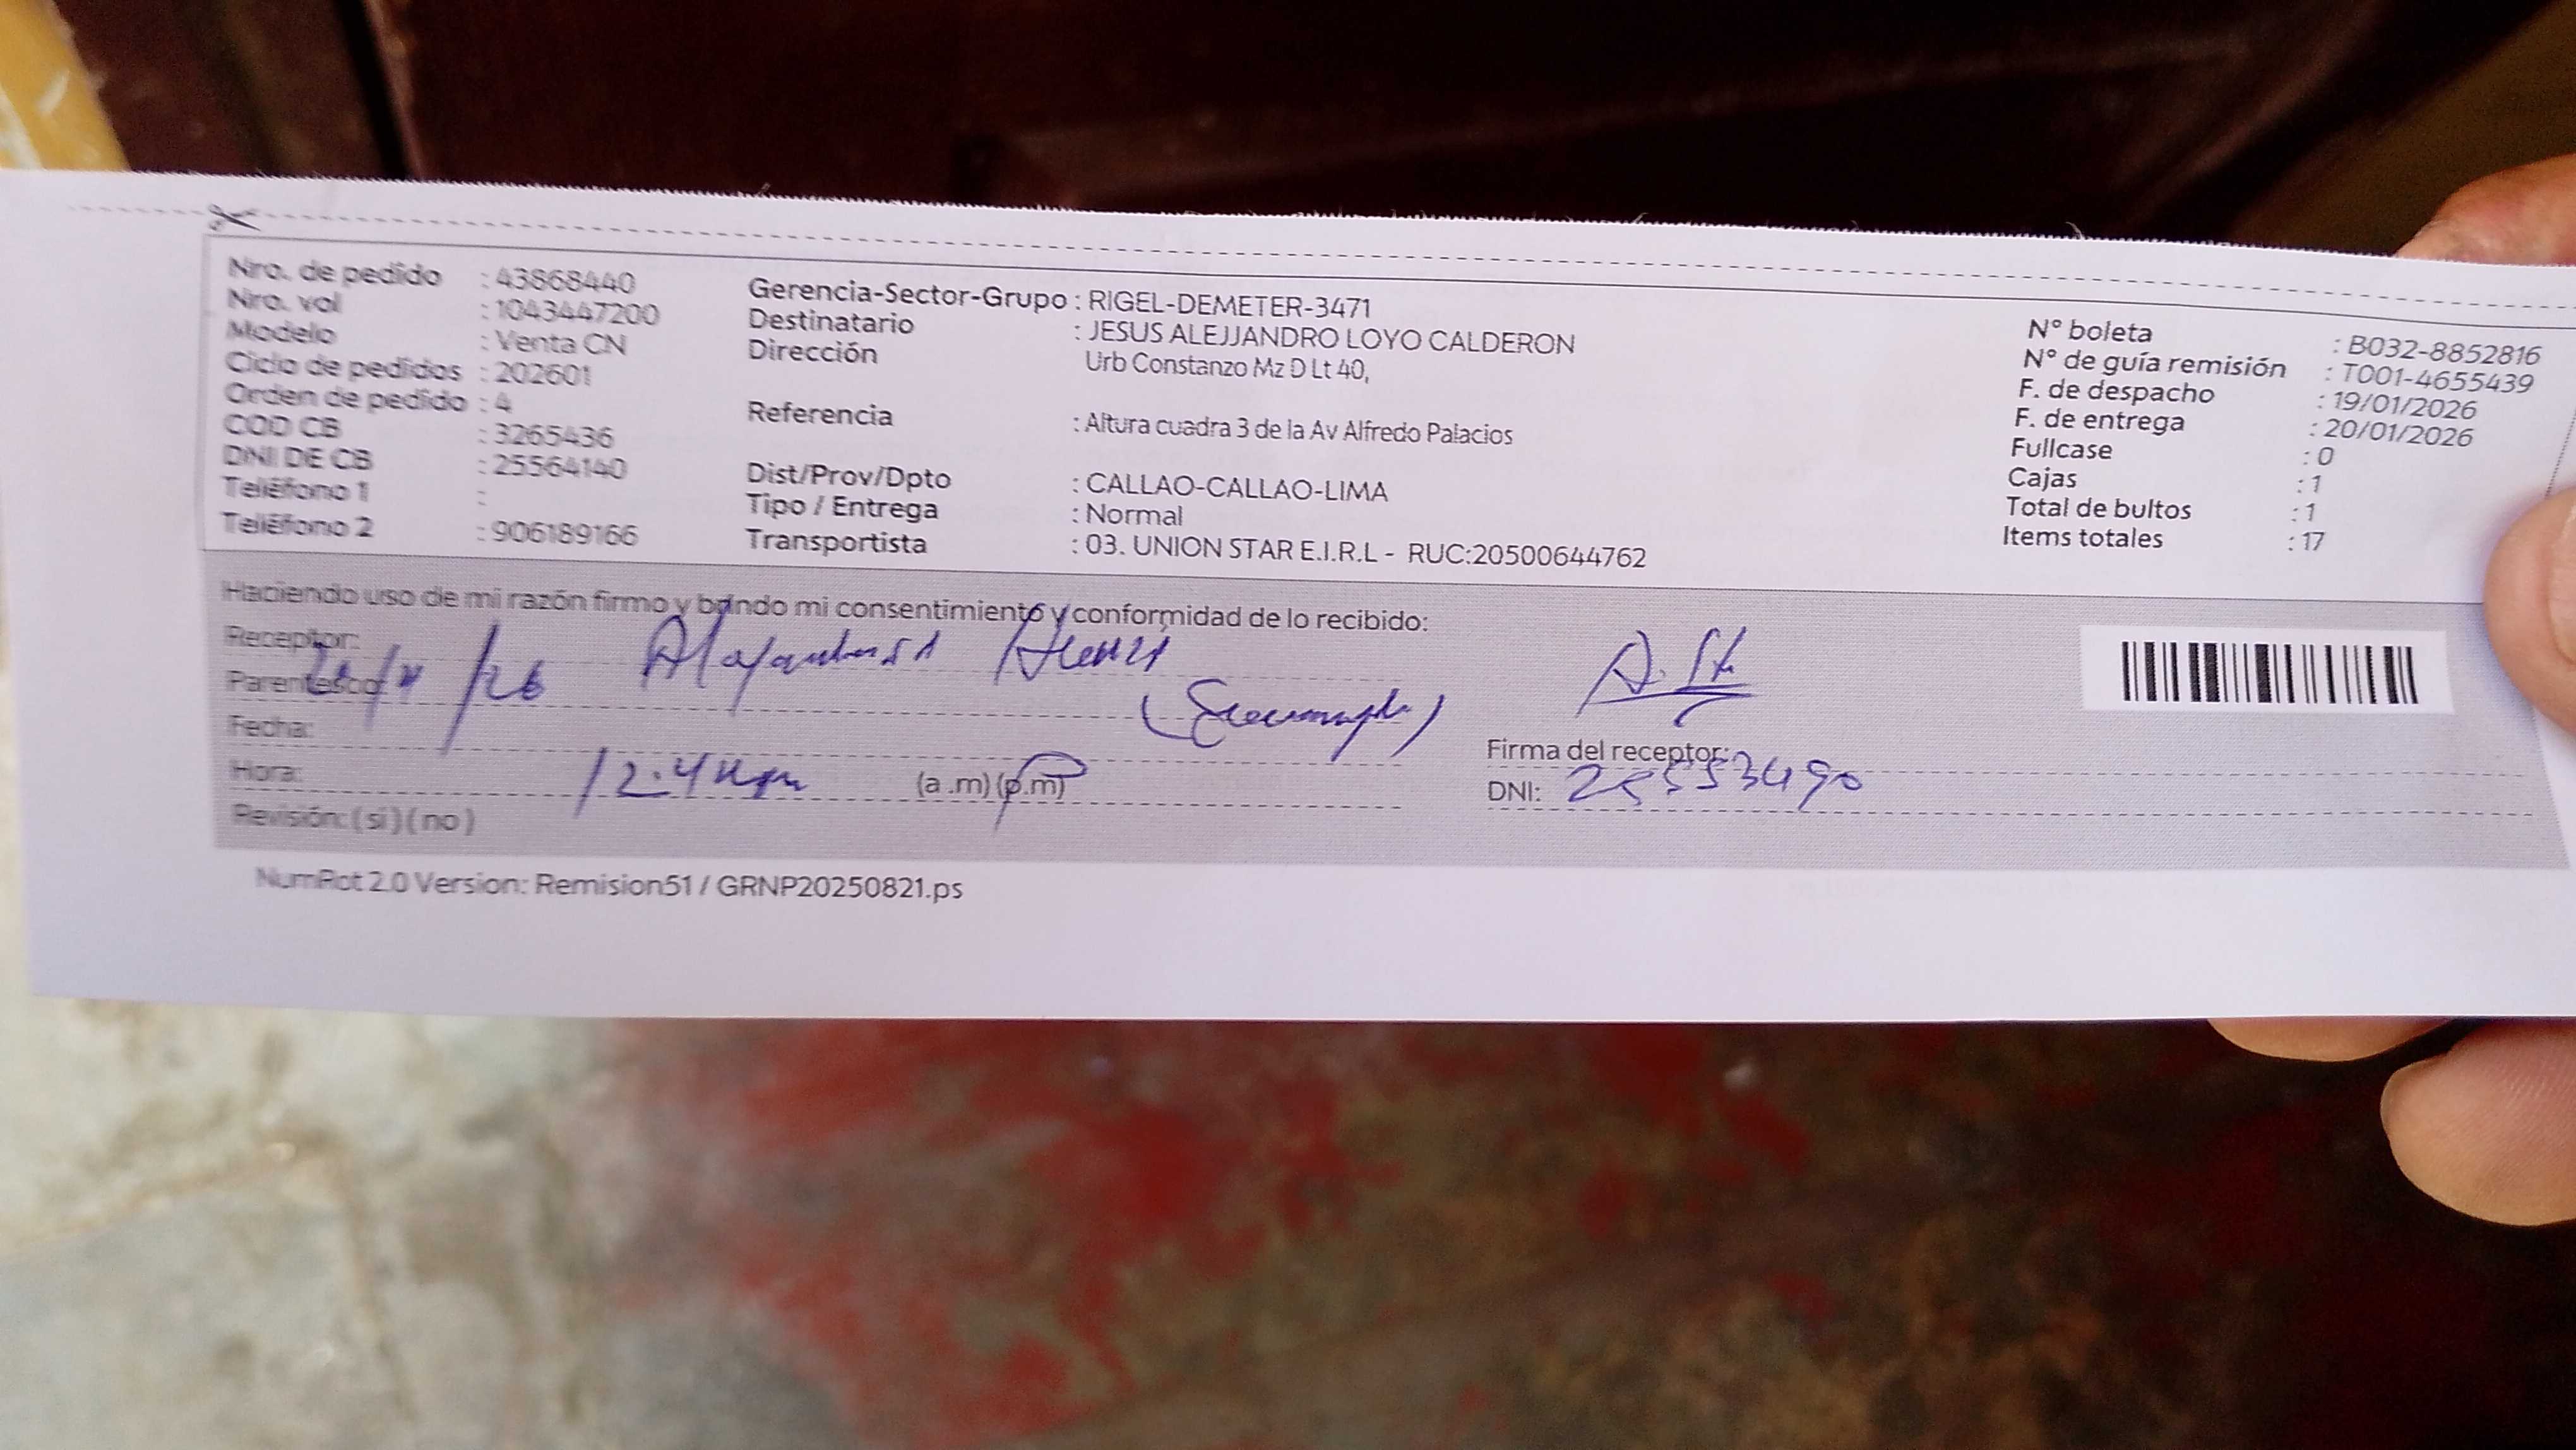 Nro. de pedido : 43868440
Nro. vol : 1043447200
Modelo : Venta CN
Ciclo de pedidos : 202601
Orden de pedido : 4
COD CB : 3265436
DNI DE CB : 25564140
Teléfono 1 :
Teléfono 2 : 906189166
Gerencia-Sector-Grupo : RIGEL-DEMETER-3471
Destinatario : JESUS ALEJJANDRO LOYO CALDERON
Dirección Urb Constanzo Mz D Lt 40,
Referencia : Altura cuadra 3 de la Av Alfredo Palacios
Dist/Prov/Dpto : CALLAO-CALLAO-LIMA
Tipo / Entrega : Normal
Transportista : 03. UNION STAR E.I.R.L - RUC:20500644762
N° boleta : B032-8852816
N° de guía remisión : T001-4655439
F. de despacho : 19/01/2026
F. de entrega : 20/01/2026
Fullcase : 0
Cajas : 1
Total de bultos : 1
Items totales : 17
Haciendo uso de mi razón firmo y brindo mi consentimiento y conformidad de lo recibido:
Receptor:
Parentesco:
Fecha:
Hora: (a .m) (p.m)
Revisión: ( si ) ( no )
Firma del receptor:
DNI: 25553490
NumRot 2.0 Version: Remision51 / GRNP20250821.ps